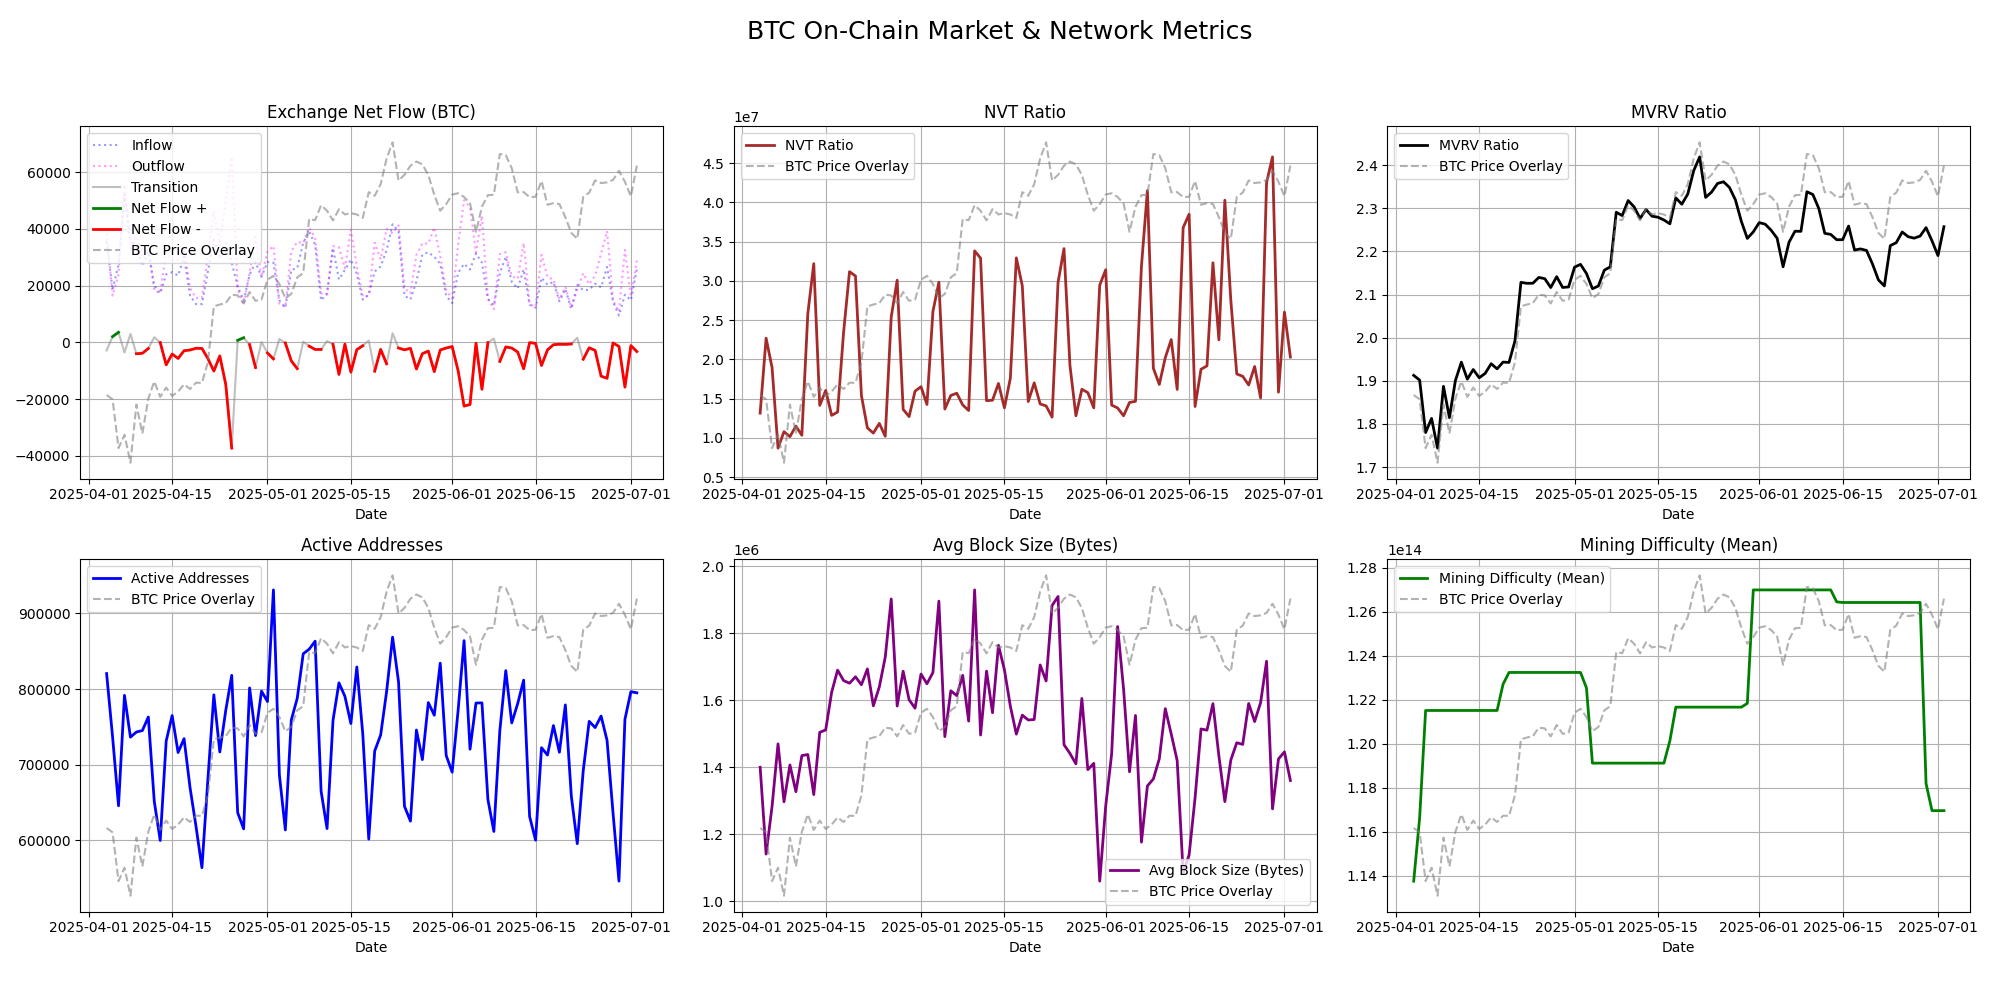 BTC On-Chain Market & Network Metrics
Exchange Net Flow (BTC)
Inflow
Outflow
Transition
Net Flow +
Net Flow -
BTC Price Overlay
60000
40000
20000
0
−20000
−40000
2025-04-01 2025-04-15 2025-05-01 2025-05-15 2025-06-01 2025-06-15 2025-07-01
Date
NVT Ratio
1e7
NVT Ratio
BTC Price Overlay
4.5
4.0
3.5
3.0
2.5
2.0
1.5
1.0
0.5
2025-04-01 2025-04-15 2025-05-01 2025-05-15 2025-06-01 2025-06-15 2025-07-01
Date
MVRV Ratio
MVRV Ratio
BTC Price Overlay
2.4
2.3
2.2
2.1
2.0
1.9
1.8
1.7
2025-04-01 2025-04-15 2025-05-01 2025-05-15 2025-06-01 2025-06-15 2025-07-01
Date
Active Addresses
Active Addresses
BTC Price Overlay
900000
800000
700000
600000
2025-04-01 2025-04-15 2025-05-01 2025-05-15 2025-06-01 2025-06-15 2025-07-01
Date
Avg Block Size (Bytes)
1e6
2.0
1.8
1.6
1.4
1.2
1.0
Avg Block Size (Bytes)
BTC Price Overlay
2025-04-01 2025-04-15 2025-05-01 2025-05-15 2025-06-01 2025-06-15 2025-07-01
Date
Mining Difficulty (Mean)
1e14
Mining Difficulty (Mean)
BTC Price Overlay
1.28
1.26
1.24
1.22
1.20
1.18
1.16
1.14
2025-04-01 2025-04-15 2025-05-01 2025-05-15 2025-06-01 2025-06-15 2025-07-01
Date